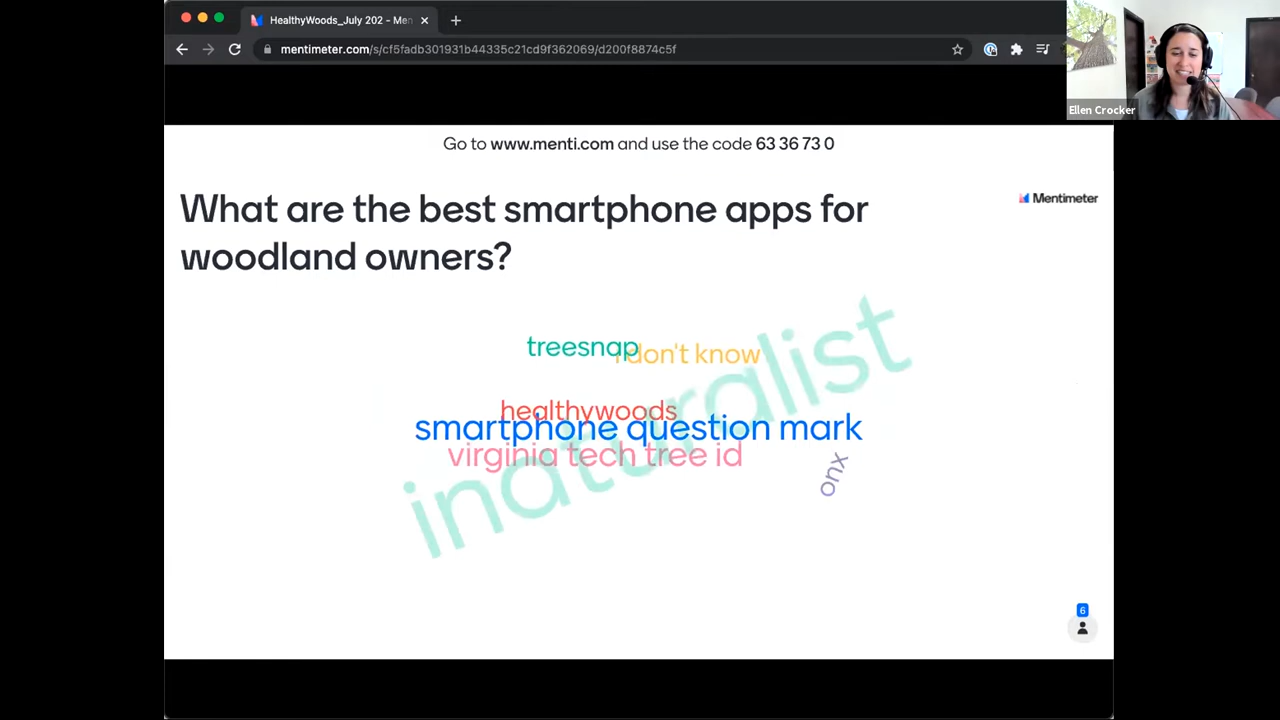 HealthyWoods_July 202 - Men
mentimeter.com/s/cf5fadb301931b44335c21cd9f362069/d200f8874c5f
Ellen Crocker
Go to www.menti.com and use the code 63 36 73 0
Mentimeter
What are the best smartphone apps for
woodland owners?
treesnap
i don't know
inaturalist
healthywoods
smartphone question mark
virginia tech tree id
onx
6